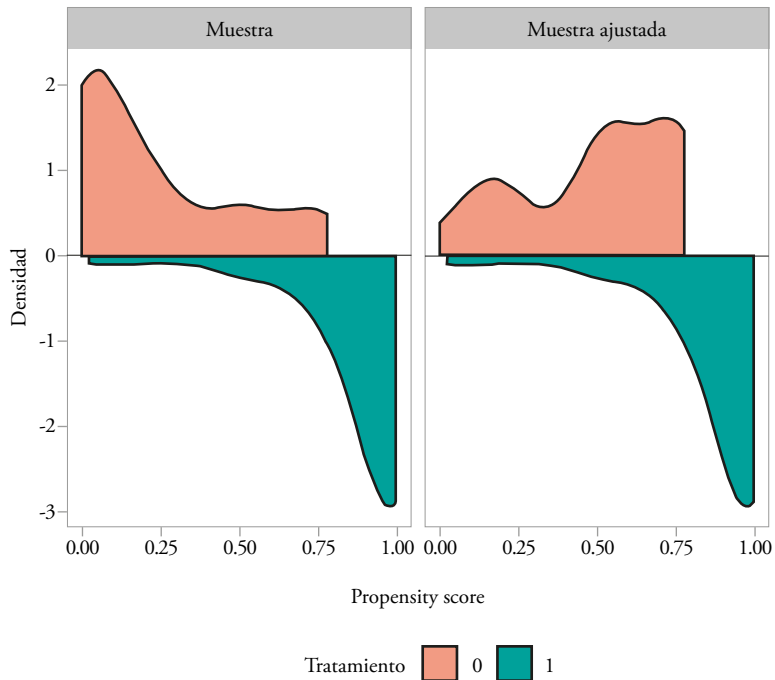 Muestra
Muestra ajustada
Densidad
2
1
0
-1
-2
-3
0.00 0.25 0.50 0.75 1.00
0.00 0.25 0.50 0.75 1.00
Propensity score
Tratamiento 0 1